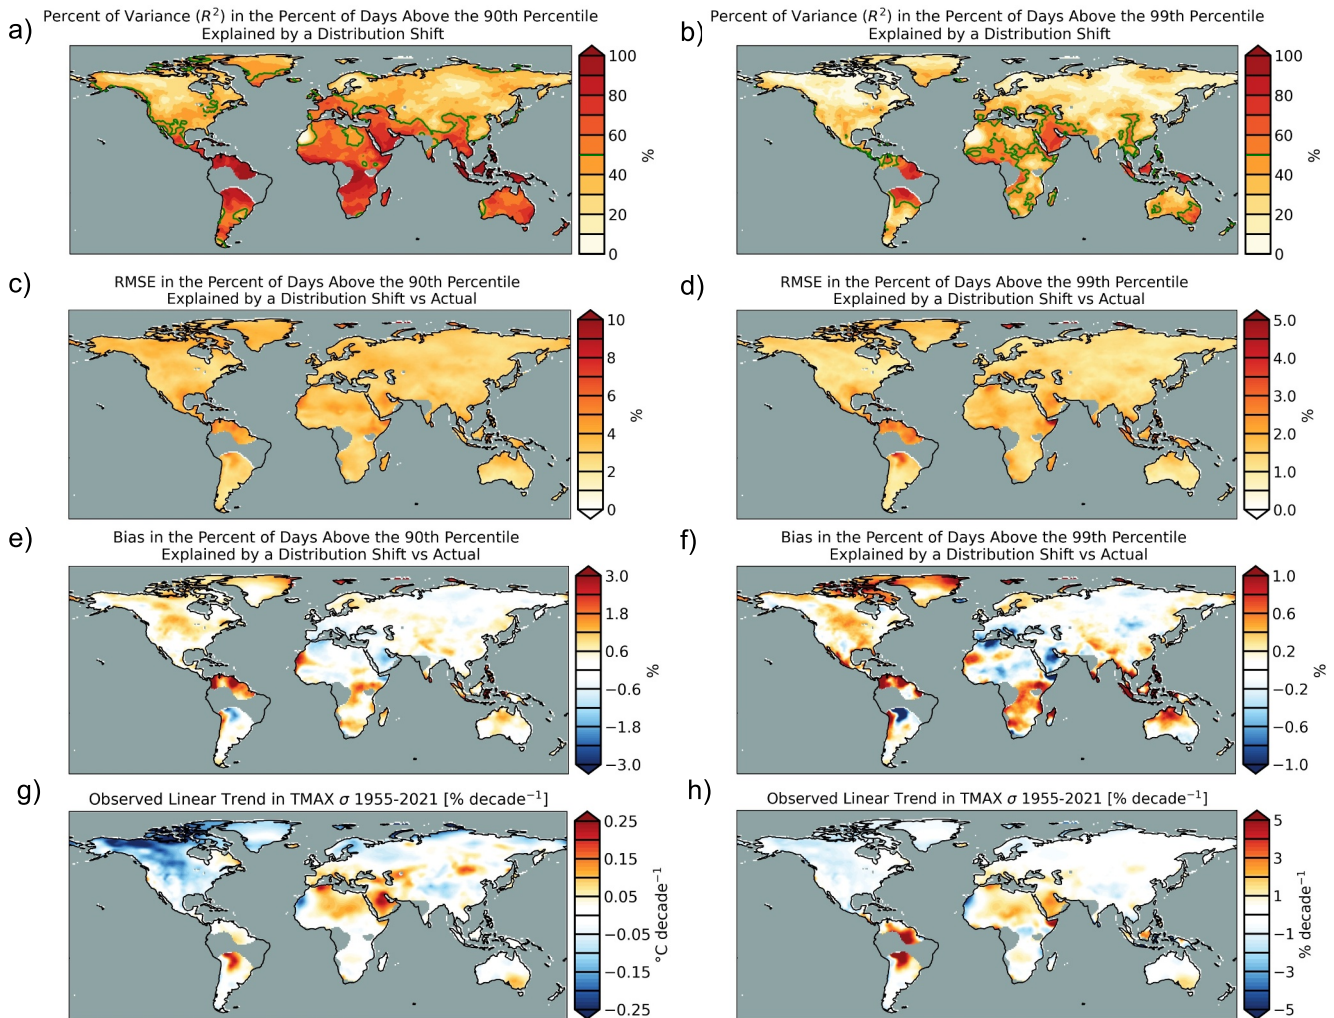 a)
Percent of Variance (R²) in the Percent of Days Above the 90th Percentile
Explained by a Distribution Shift
100
80
60
40
20
0
%
b)
Percent of Variance (R²) in the Percent of Days Above the 99th Percentile
Explained by a Distribution Shift
100
80
60
40
20
0
%
c)
RMSE in the Percent of Days Above the 90th Percentile
Explained by a Distribution Shift vs Actual
10
8
6
4
2
0
%
d)
RMSE in the Percent of Days Above the 99th Percentile
Explained by a Distribution Shift vs Actual
5.0
4.0
3.0
2.0
1.0
0.0
%
e)
Bias in the Percent of Days Above the 90th Percentile
Explained by a Distribution Shift vs Actual
3.0
1.8
0.6
−0.6
−1.8
−3.0
%
f)
Bias in the Percent of Days Above the 99th Percentile
Explained by a Distribution Shift vs Actual
1.0
0.6
0.2
−0.2
−0.6
−1.0
%
g)
Observed Linear Trend in TMAX σ 1955-2021 [% decade⁻¹]
0.25
0.15
0.05
−0.05
−0.15
−0.25
°C decade⁻¹
h)
Observed Linear Trend in TMAX σ 1955-2021 [% decade⁻¹]
5
3
1
−1
−3
−5
% decade⁻¹